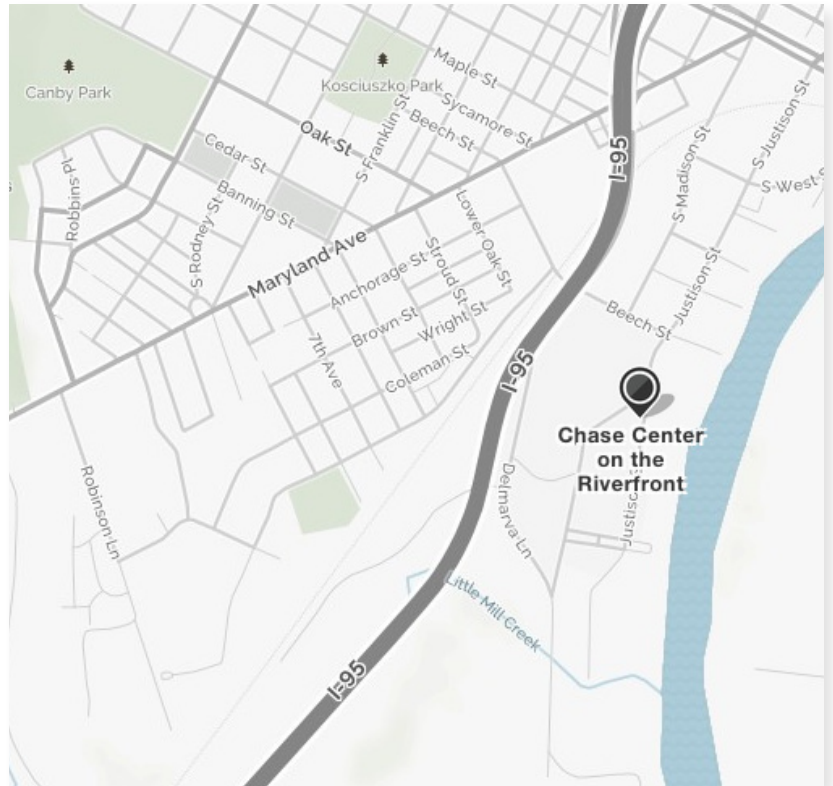 Canby Park
Kosciuszko Park
Maple St
Sycamore St
Beech St
Oak St
S Franklin St
Cedar St
Banning St
S Rodney St
Robbins Pl
Maryland Ave
I-95
S Madison St
S Justison St
S West S
Lower Oak St
Anchorage St
Stroud St
Brown St
Wright St
7th Ave
Coleman St
Beech St
Justison St
I-95
Chase Center
on the
Riverfront
Robinson Ln
Delmarva Ln
Little Mill Creek
I-95